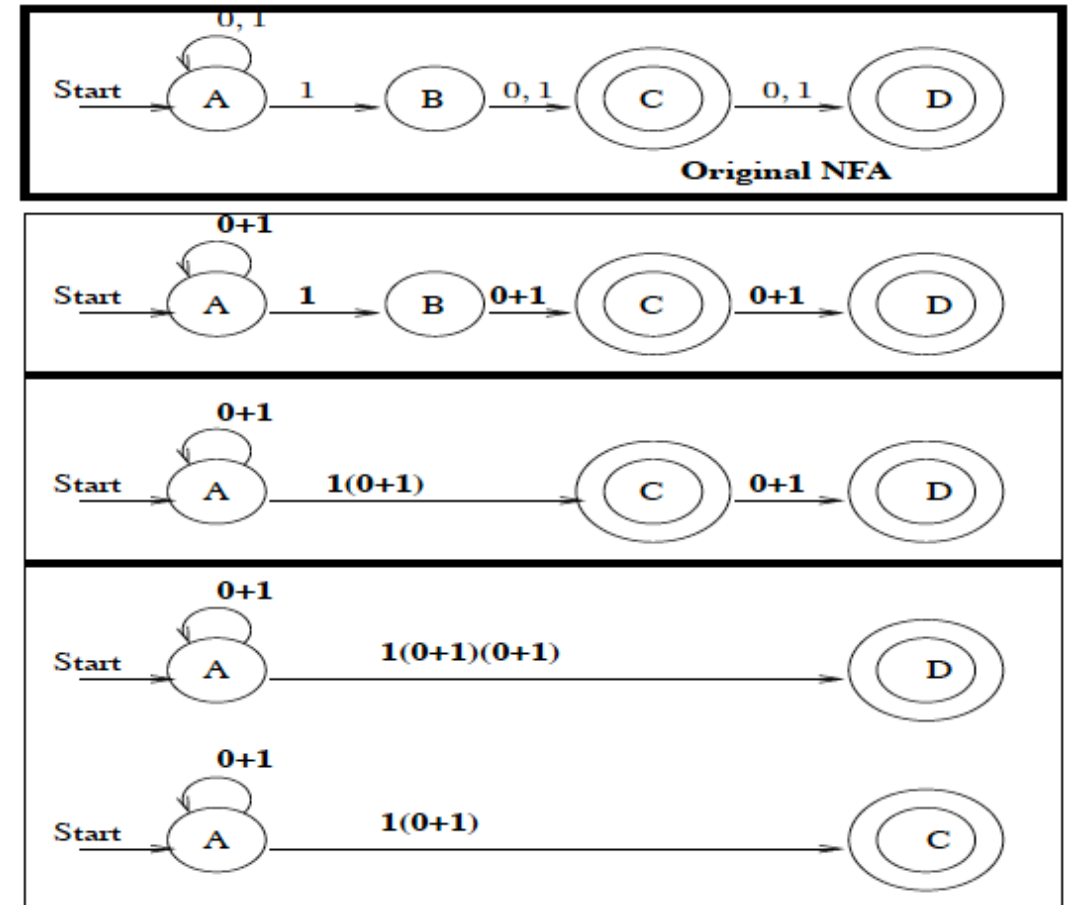 0, 1
Start A 1 B 0, 1 C 0, 1 D
Original NFA
0+1
Start A 1 B 0+1 C 0+1 D
0+1
Start A 1(0+1) C 0+1 D
0+1
Start A 1(0+1)(0+1) D
0+1
Start A 1(0+1) C